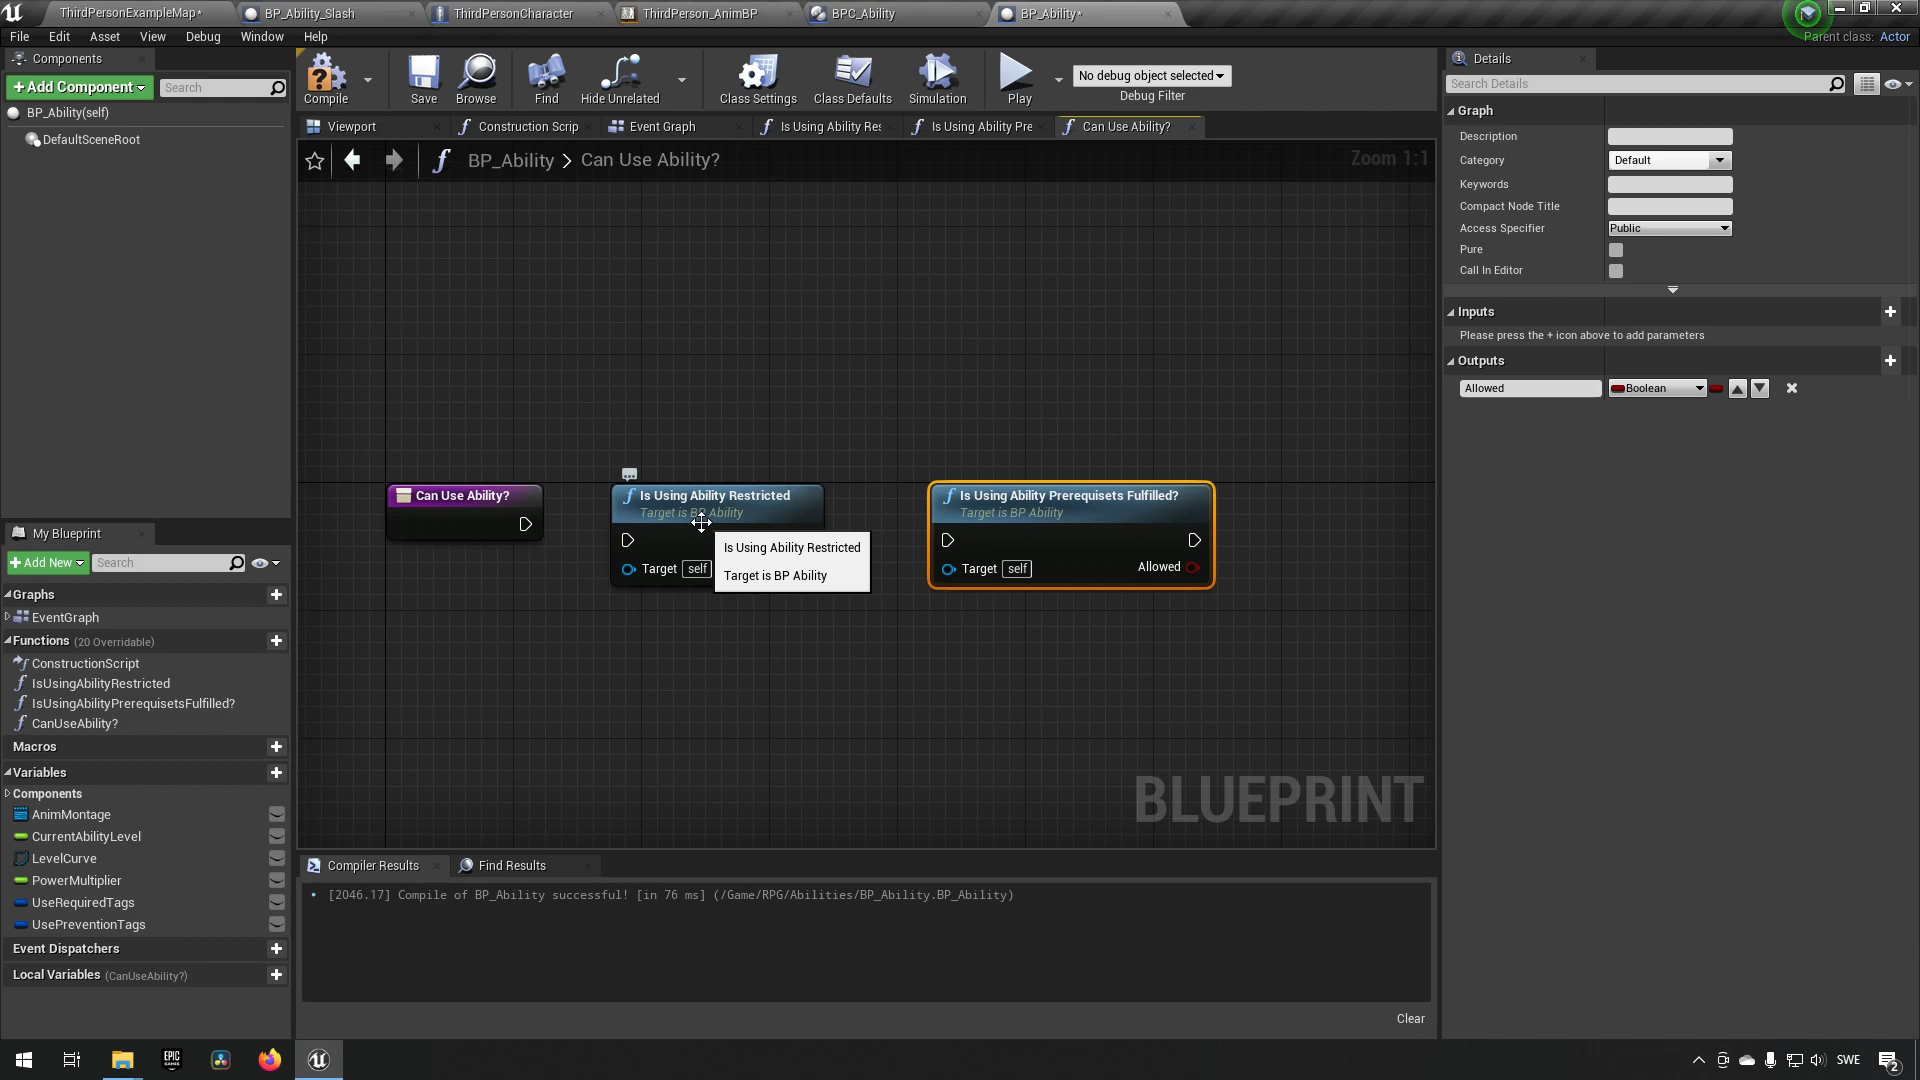 ThirdPersonExampleMap*
BP_Ability_Slash
ThirdPersonCharacter
ThirdPerson_AnimBP
BPC_Ability
BP_Ability*
File Edit Asset View Debug Window Help
Parent class: Actor
Components
+Add Component
Search
BP_Ability(self)
DefaultSceneRoot
Compile
Save
Browse
Find
Hide Unrelated
Class Settings
Class Defaults
Simulation
Play
No debug object selected
Debug Filter
Viewport
Construction Scrip
Event Graph
Is Using Ability Res
Is Using Ability Pre
Can Use Ability?
BP_Ability > Can Use Ability?
Zoom 1:1
Can Use Ability?
Is Using Ability Restricted
Target is BP Ability
Target self
Is Using Ability Restricted
Target is BP Ability
Is Using Ability Prerequisets Fulfilled?
Target is BP Ability
Target self
Allowed
BLUEPRINT
My Blueprint
+Add New
Search
Graphs
EventGraph
Functions (20 Overridable)
ConstructionScript
IsUsingAbilityRestricted
IsUsingAbilityPrerequisetsFulfilled?
CanUseAbility?
Macros
Variables
Components
AnimMontage
CurrentAbilityLevel
LevelCurve
PowerMultiplier
UseRequiredTags
UsePreventionTags
Event Dispatchers
Local Variables (CanUseAbility?)
Compiler Results
Find Results
[2046.17] Compile of BP_Ability successful! [in 76 ms] (/Game/RPG/Abilities/BP_Ability.BP_Ability)
Clear
Details
Search Details
Graph
Description
Category
Default
Keywords
Compact Node Title
Access Specifier
Public
Pure
Call In Editor
Inputs
Please press the + icon above to add parameters
Outputs
Allowed
Boolean
EPIC
GAMES
SWE
2